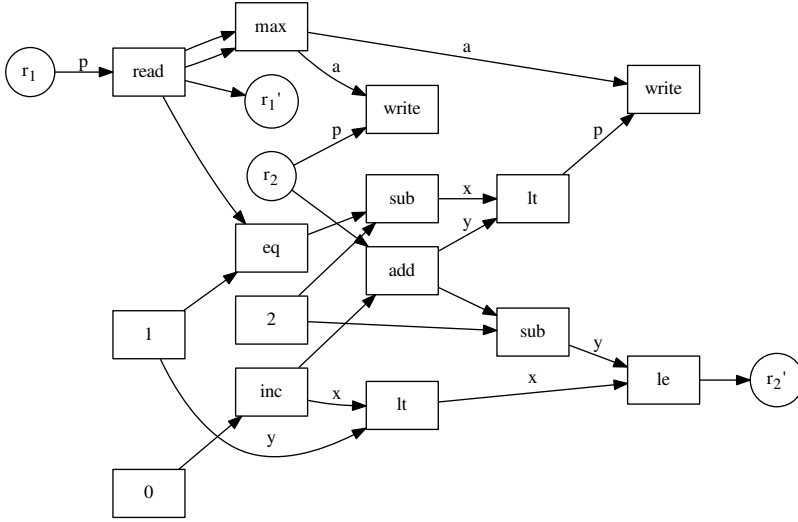 max
a
r₁
p
read
a
write
r₁'
write
p
p
r₂
sub
x
lt
y
eq
add
2
1
sub
y
le
r₂'
inc
x
lt
x
y
0